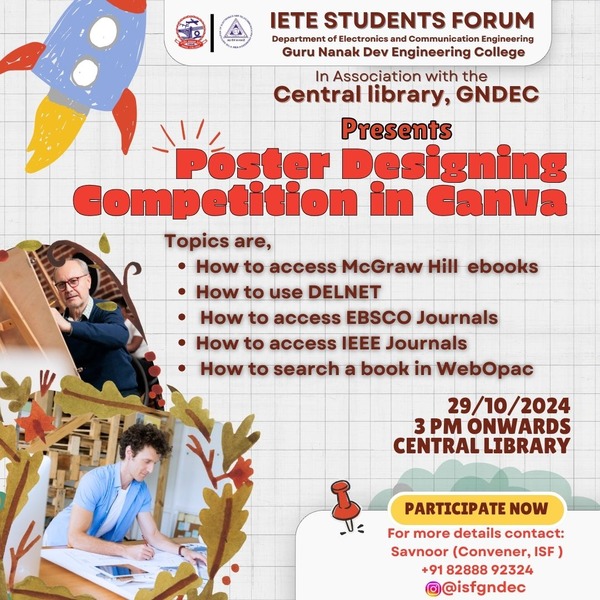 IETE STUDENTS FORUM
Department of Electronics and Communication Engineering
Guru Nanak Dev Engineering College
In Association with the
Central library, GNDEC
Presents
Poster Designing
Competition in Canva
Topics are,
• How to access McGraw Hill ebooks
• How to use DELNET
• How to access EBSCO Journals
• How to access IEEE Journals
• How to search a book in WebOpac
29/10/2024
3 PM ONWARDS
CENTRAL LIBRARY
PARTICIPATE NOW
For more details contact:
Savnoor (Convener, ISF )
+91 82888 92324
@isfgndec